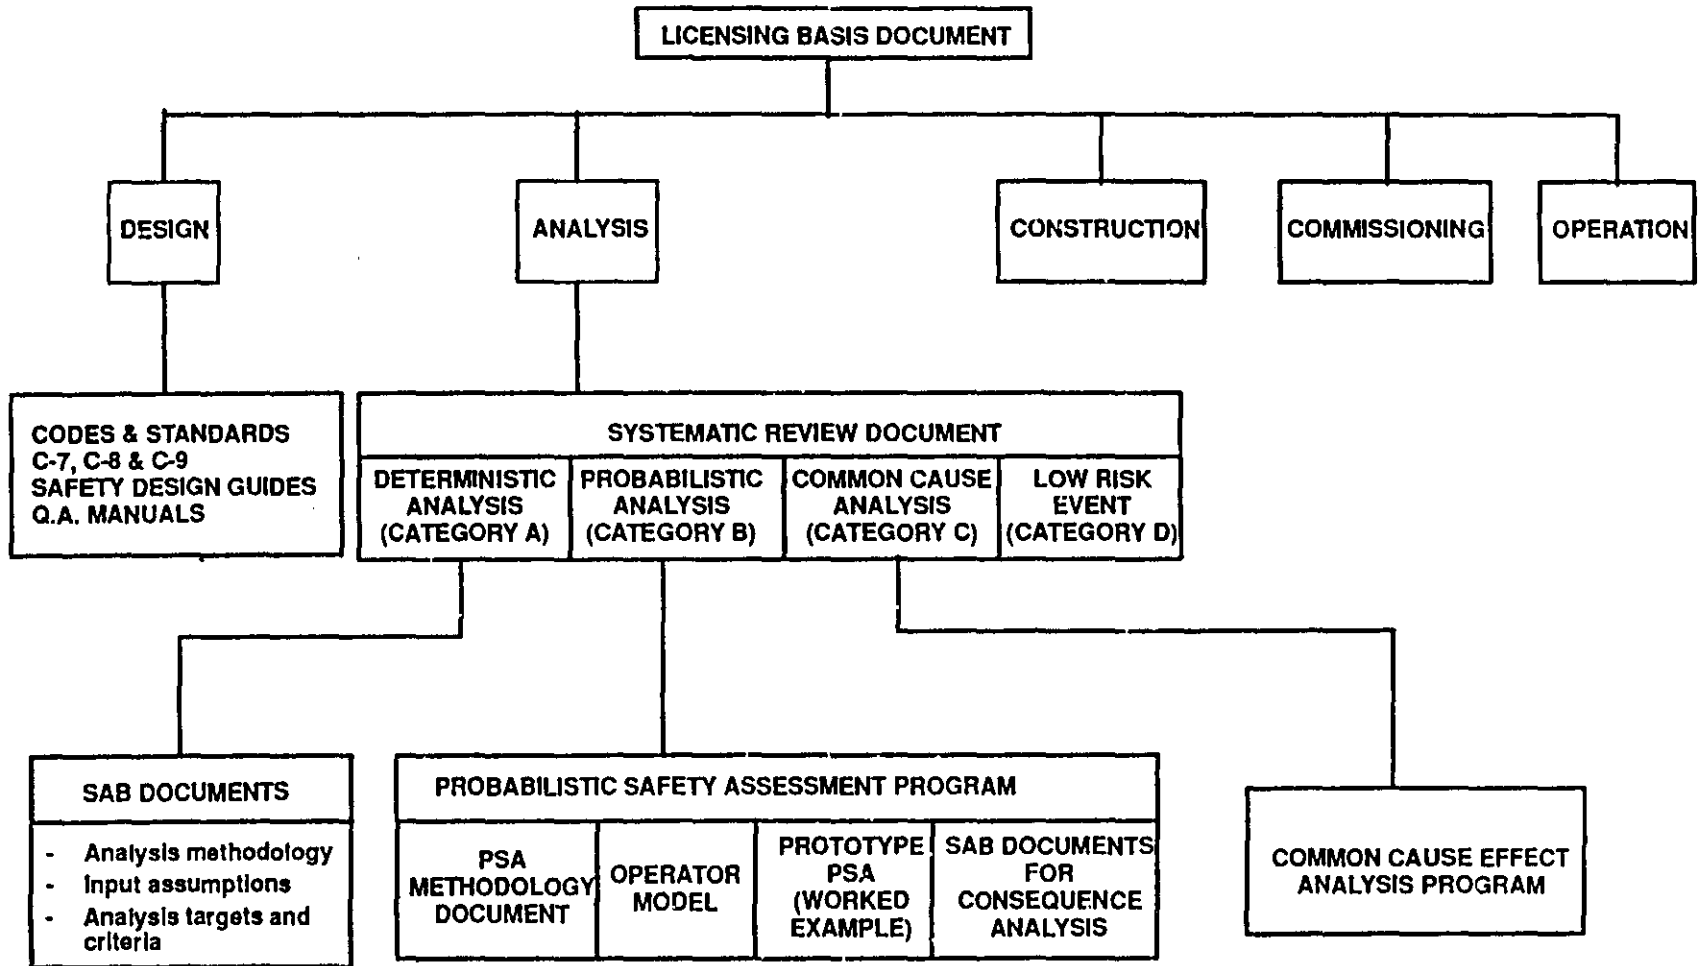 LICENSING BASIS DOCUMENT
DESIGN
ANALYSIS
CONSTRUCTION
COMMISSIONING
OPERATION
CODES & STANDARDS
C-7, C-8 & C-9
SAFETY DESIGN GUIDES
Q.A. MANUALS
SYSTEMATIC REVIEW DOCUMENT
DETERMINISTIC
ANALYSIS
(CATEGORY A)
PROBABILISTIC
ANALYSIS
(CATEGORY B)
COMMON CAUSE
ANALYSIS
(CATEGORY C)
LOW RISK
EVENT
(CATEGORY D)
SAB DOCUMENTS
- Analysis methodology
- Input assumptions
- Analysis targets and
criteria
PROBABILISTIC SAFETY ASSESSMENT PROGRAM
PSA
METHODOLOGY
DOCUMENT
OPERATOR
MODEL
PROTOTYPE
PSA
(WORKED
EXAMPLE)
SAB DOCUMENTS
FOR
CONSEQUENCE
ANALYSIS
COMMON CAUSE EFFECT
ANALYSIS PROGRAM